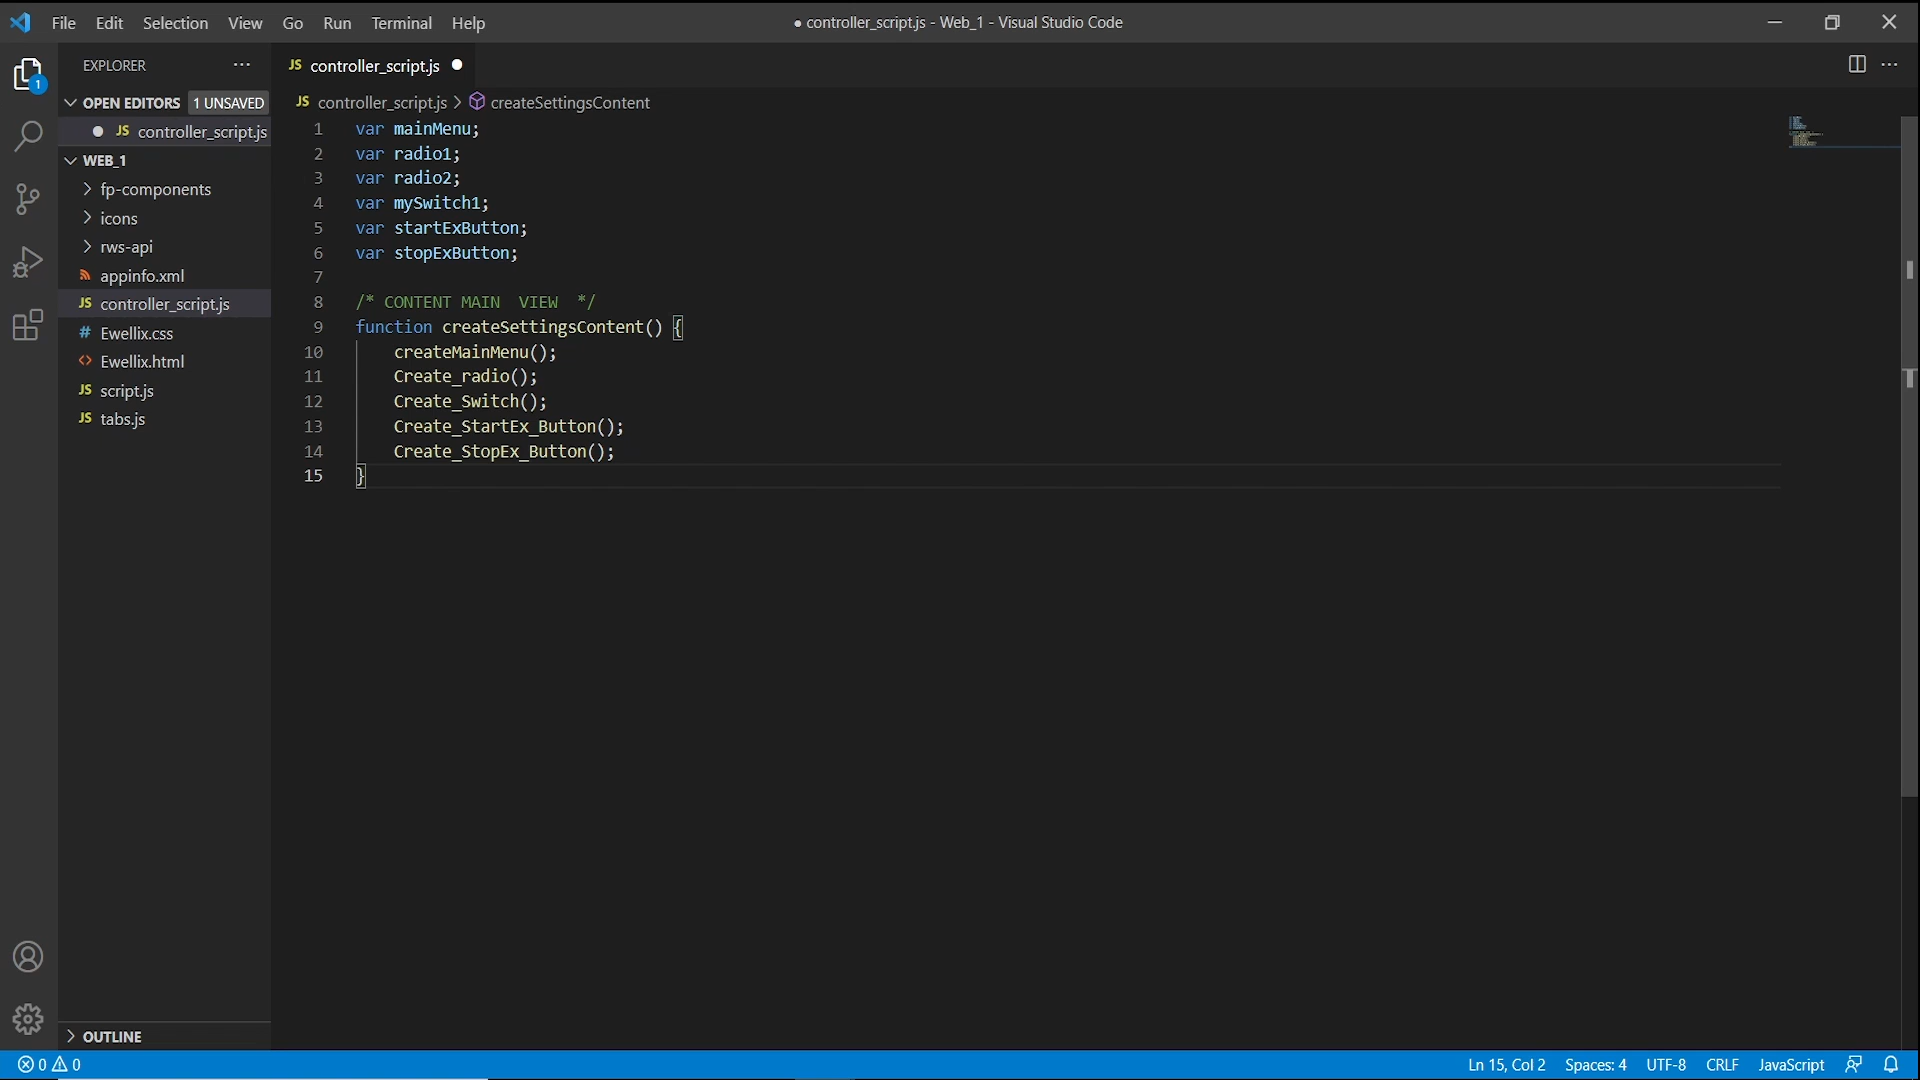 File Edit Selection View Go Run Terminal Help
● controller_script.js - Web_1 - Visual Studio Code
EXPLORER
JS controller_script.js
1
OPEN EDITORS 1 UNSAVED
JS controller_script.js > createSettingsContent
JS controller_script.js
WEB_1
fp-components
icons
rws-api
appinfo.xml
JS controller_script.js
# Ewellix.css
<> Ewellix.html
JS script.js
JS tabs.js
OUTLINE
1 var mainMenu;
2 var radio1;
3 var radio2;
4 var mySwitch1;
5 var startExButton;
6 var stopExButton;
7
8 /* CONTENT MAIN  VIEW  */
9 function createSettingsContent() {
10     createMainMenu();
11     Create_radio();
12     Create_Switch();
13     Create_StartEx_Button();
14     Create_StopEx_Button();
15 }
0 0
Ln 15, Col 2 Spaces: 4 UTF-8 CRLF JavaScript